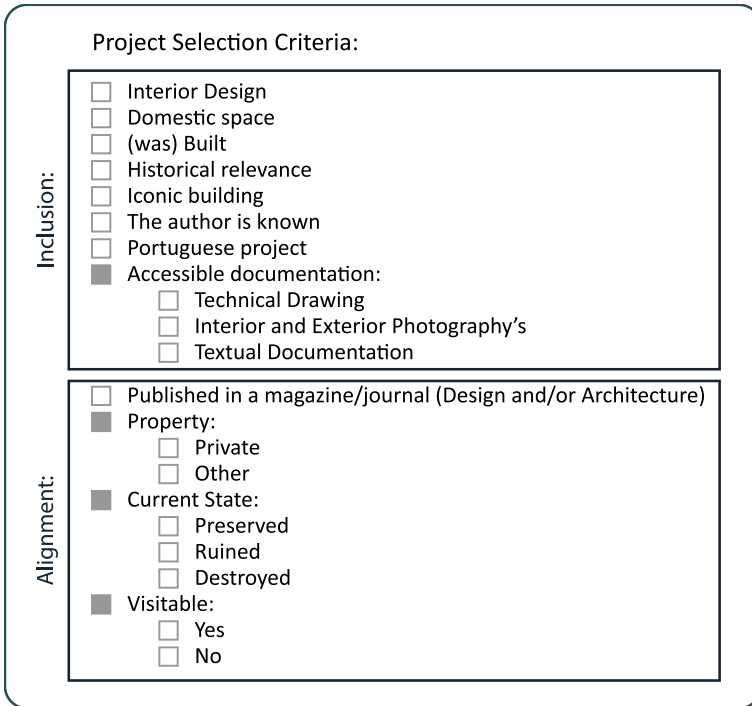 Project Selection Criteria:
Inclusion:
Interior Design
Domestic space
(was) Built
Historical relevance
Iconic building
The author is known
Portuguese project
Accessible documentation:
Technical Drawing
Interior and Exterior Photography's
Textual Documentation
Alignment:
Published in a magazine/journal (Design and/or Architecture)
Property:
Private
Other
Current State:
Preserved
Ruined
Destroyed
Visitable:
Yes
No